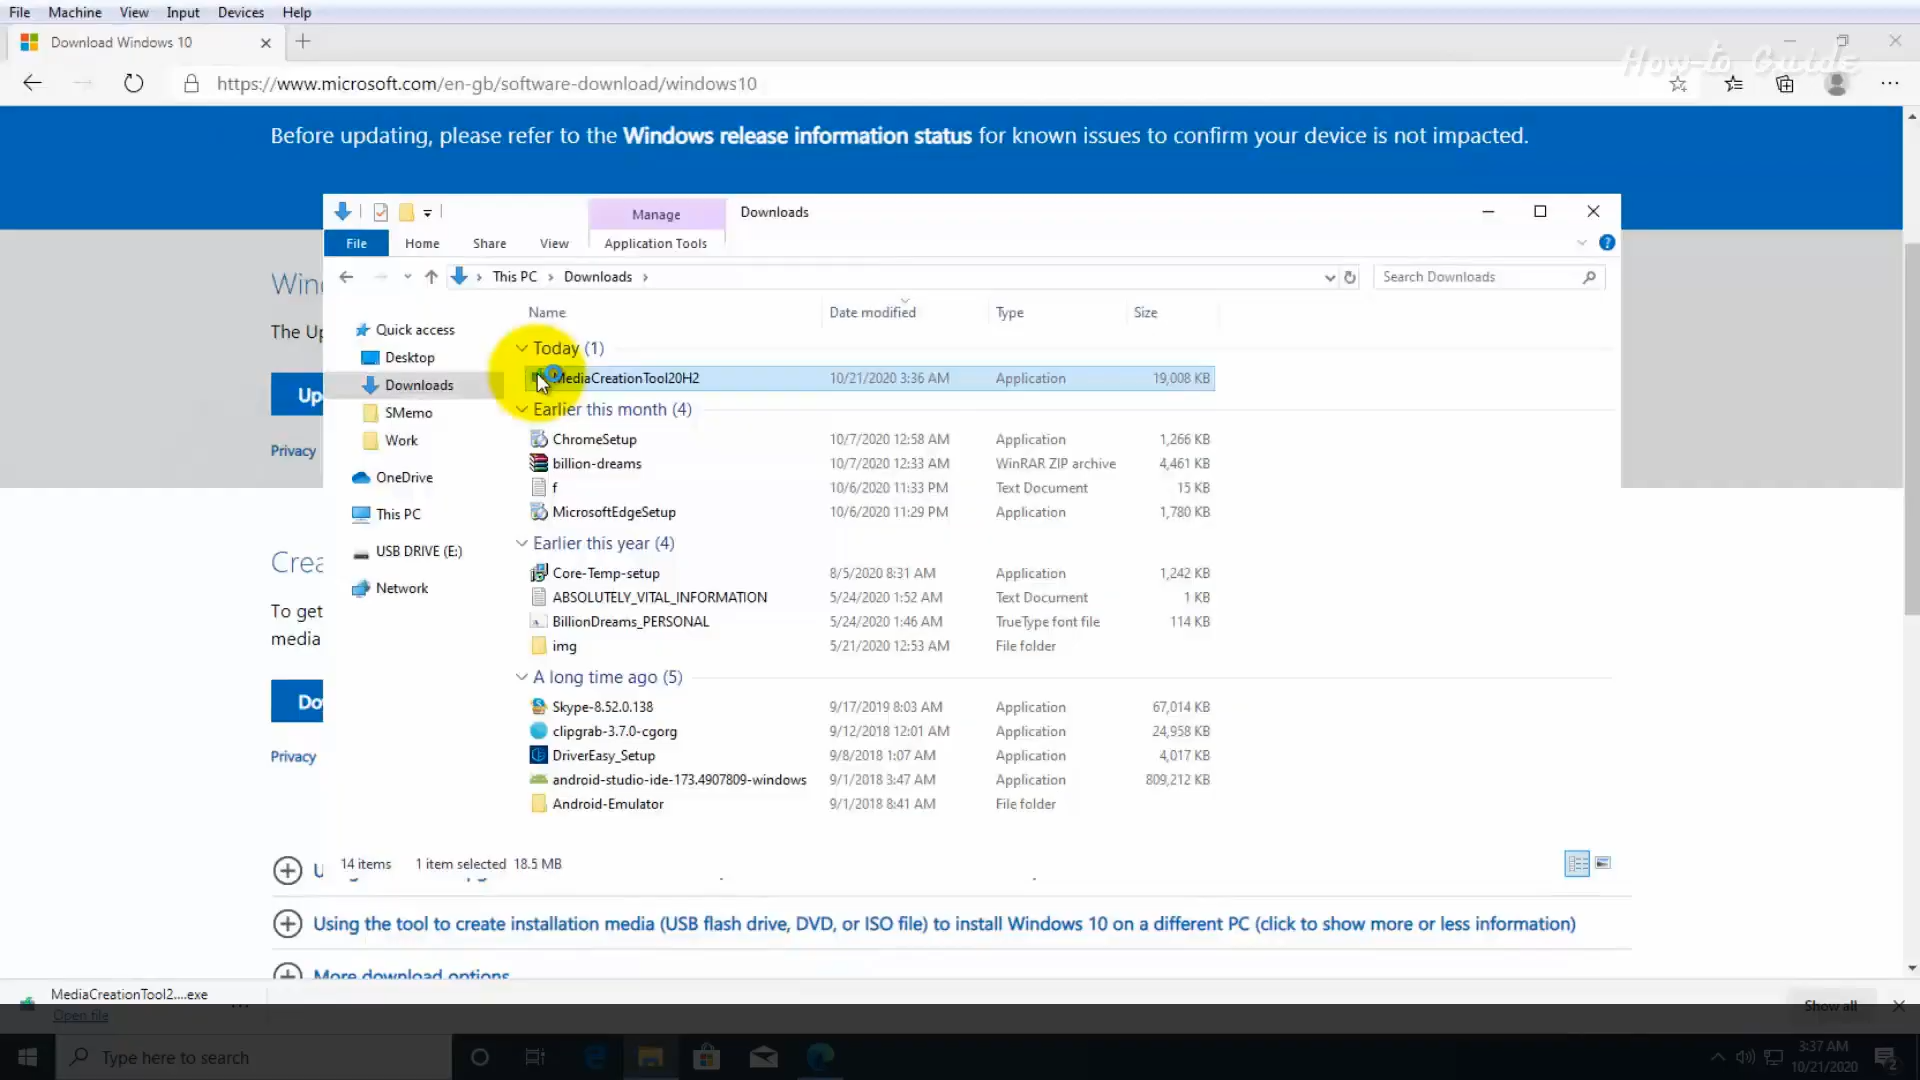 File Machine View Input Devices Help
Download Windows 10
How-to Guide
https://www.microsoft.com/en-gb/software-download/windows10
Before updating, please refer to the Windows release information status for known issues to confirm your device is not impacted.
Manage Downloads
File Home Share View Application Tools
This PC Downloads Search Downloads
Win
The Up
Up
Privacy
Crea
To get
media
Do
Privacy
Quick access
Desktop
Downloads
SMemo
Work
OneDrive
This PC
USB DRIVE (E:)
Network
Name Date modified Type Size
Today (1)
MediaCreationTool20H2 10/21/2020 3:36 AM Application 19,008 KB
Earlier this month (4)
ChromeSetup 10/7/2020 12:58 AM Application 1,266 KB
billion-dreams 10/7/2020 12:33 AM WinRAR ZIP archive 4,461 KB
f 10/6/2020 11:33 PM Text Document 15 KB
MicrosoftEdgeSetup 10/6/2020 11:29 PM Application 1,780 KB
Earlier this year (4)
Core-Temp-setup 8/5/2020 8:31 AM Application 1,242 KB
ABSOLUTELY_VITAL_INFORMATION 5/24/2020 1:52 AM Text Document 1 KB
BillionDreams_PERSONAL 5/24/2020 1:46 AM TrueType font file 114 KB
img 5/21/2020 12:53 AM File folder
A long time ago (5)
Skype-8.52.0.138 9/17/2019 8:03 AM Application 67,014 KB
clipgrab-3.7.0-cgorg 9/12/2018 12:01 AM Application 24,958 KB
DriverEasy_Setup 9/8/2018 1:07 AM Application 4,017 KB
android-studio-ide-173.4907809-windows 9/1/2018 3:47 AM Application 809,212 KB
Android-Emulator 9/1/2018 8:41 AM File folder
14 items 1 item selected 18.5 MB
Using the tool to create installation media (USB flash drive, DVD, or ISO file) to install Windows 10 on a different PC (click to show more or less information)
More download options
MediaCreationTool2....exe
Open file
Show all
Type here to search
3:37 AM
10/21/2020
2